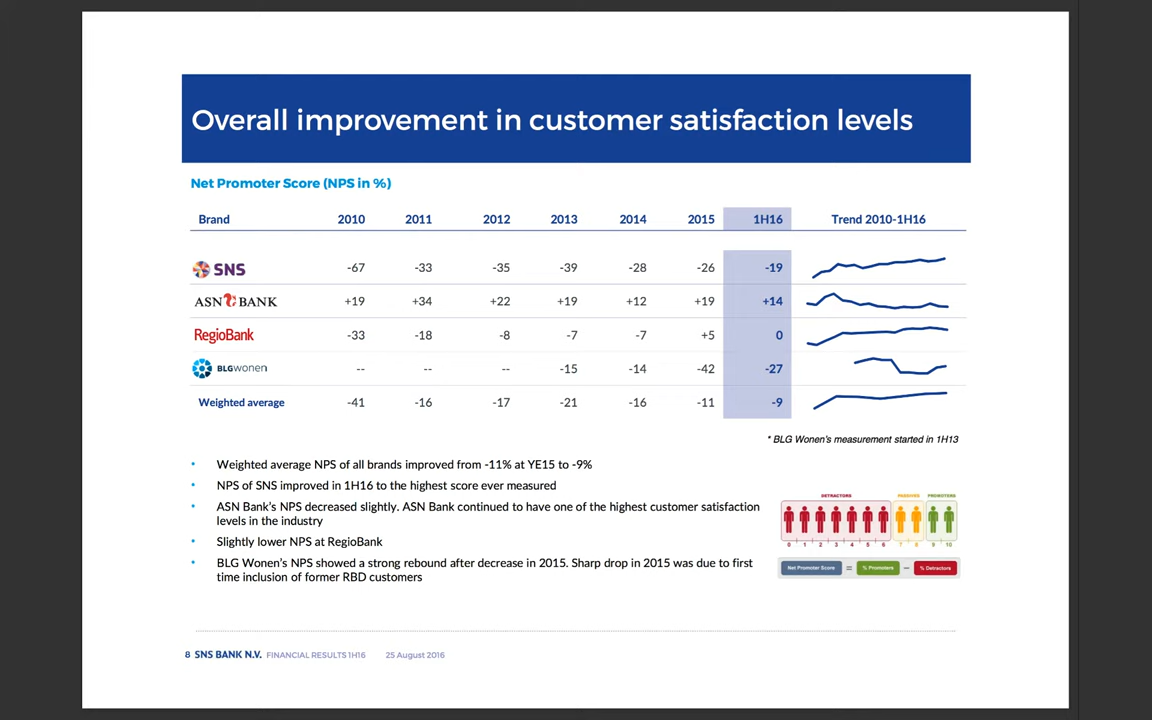 Overall improvement in customer satisfaction levels
Net Promoter Score (NPS in %)
Brand 2010 2011 2012 2013 2014 2015 1H16 Trend 2010-1H16
SNS -67 -33 -35 -39 -28 -26 -19
ASN BANK +19 +34 +22 +19 +12 +19 +14
RegioBank -33 -18 -8 -7 -7 +5 0
BLGwonen -- -- -- -15 -14 -42 -27
Weighted average -41 -16 -17 -21 -16 -11 -9
* BLG Wonen's measurement started in 1H13
• Weighted average NPS of all brands improved from -11% at YE15 to -9%
• NPS of SNS improved in 1H16 to the highest score ever measured
• ASN Bank's NPS decreased slightly. ASN Bank continued to have one of the highest customer satisfaction
levels in the industry
• Slightly lower NPS at RegioBank
• BLG Wonen's NPS showed a strong rebound after decrease in 2015. Sharp drop in 2015 was due to first
time inclusion of former RBD customers
DETRACTORS PASSIVES PROMOTERS
0 1 2 3 4 5 6 7 8 9 10
Net Promoter Score = % Promoters – % Detractors
8 SNS BANK N.V. FINANCIAL RESULTS 1H16 25 August 2016